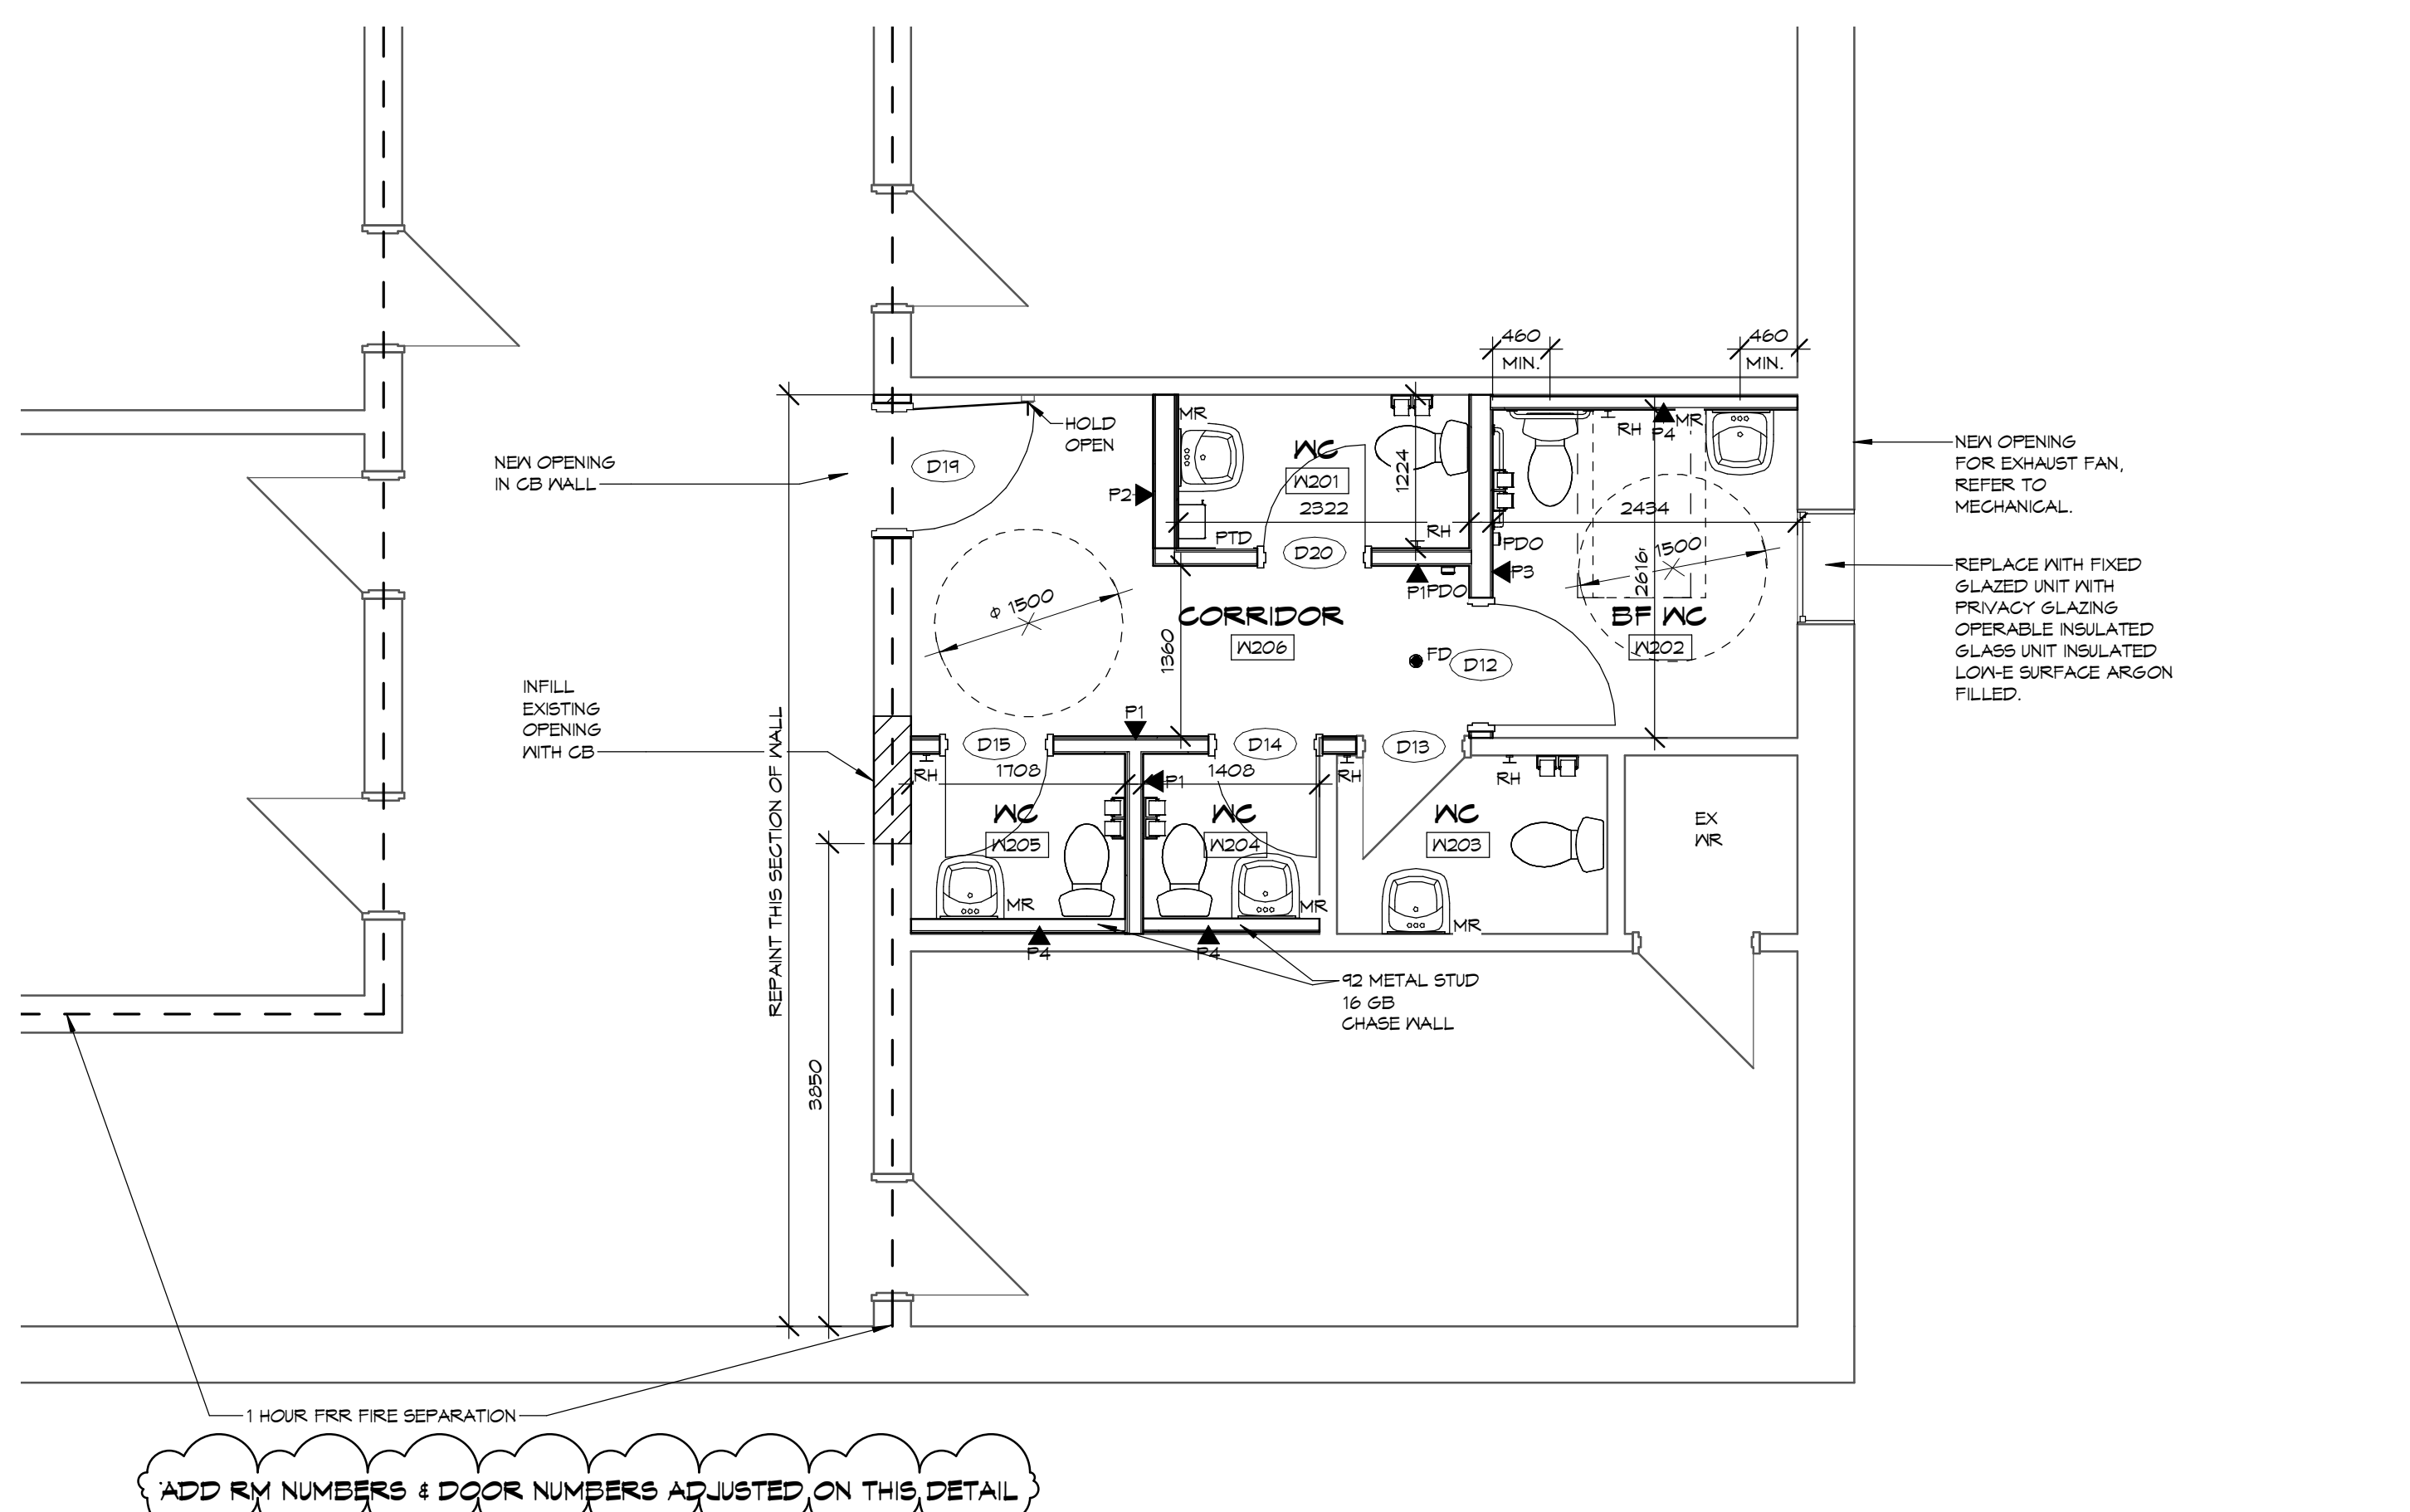 460
MIN.
460
MIN.
HOLD
OPEN
MR
WC
W201
1224
2322
P2
PTD
D20
RH
P1
PDO
RH
P4
MR
2434
PDO
1500
2616
P3
BF WC
W202
NEW OPENING
IN CB WALL
D19
NEW OPENING
FOR EXHAUST FAN,
REFER TO
MECHANICAL.
REPLACE WITH FIXED
GLAZED UNIT WITH
PRIVACY GLAZING
OPERABLE INSULATED
GLASS UNIT INSULATED
LOW-E SURFACE ARGON
FILLED.
ϕ 1500
CORRIDOR
W206
1360
FD
D12
INFILL
EXISTING
OPENING
WITH CB
REPAINT THIS SECTION OF WALL
3850
P1
D15
D14
D13
RH
1708
P1
1408
RH
RH
WC
W205
WC
W204
WC
W203
EX
WR
MR
MR
MR
P4
P4
92 METAL STUD
16 GB
CHASE WALL
1 HOUR FRR FIRE SEPARATION
ADD RM NUMBERS & DOOR NUMBERS ADJUSTED ON THIS DETAIL